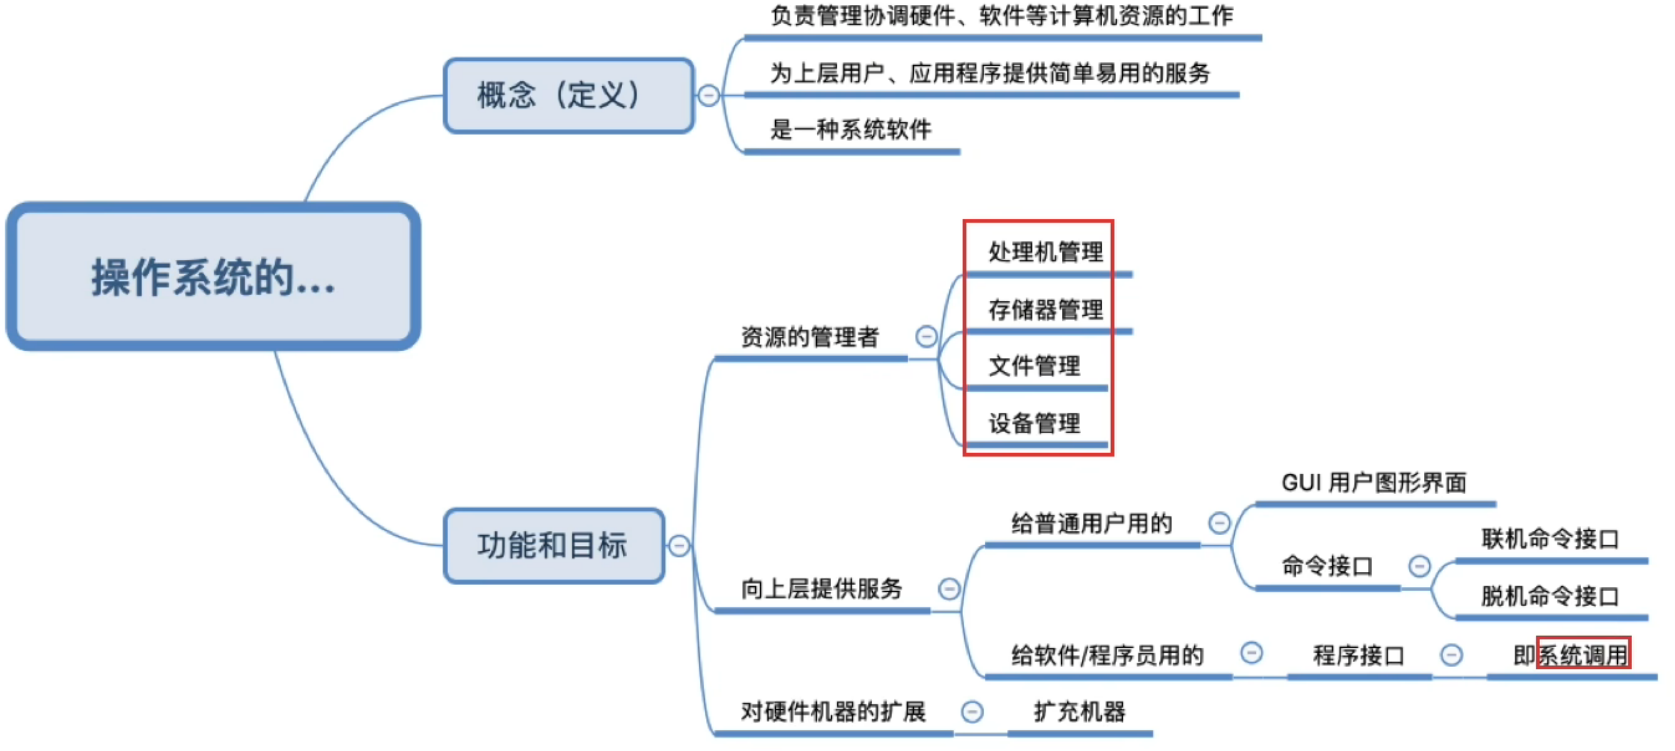 负责管理协调硬件、软件等计算机资源的工作
为上层用户、应用程序提供简单易用的服务
概念（定义）
是一种系统软件
操作系统的...
处理机管理
存储器管理
资源的管理者
文件管理
设备管理
GUI 用户图形界面
给普通用户用的
联机命令接口
功能和目标
命令接口
向上层提供服务
脱机命令接口
给软件/程序员用的
程序接口
即系统调用
对硬件机器的扩展
扩充机器